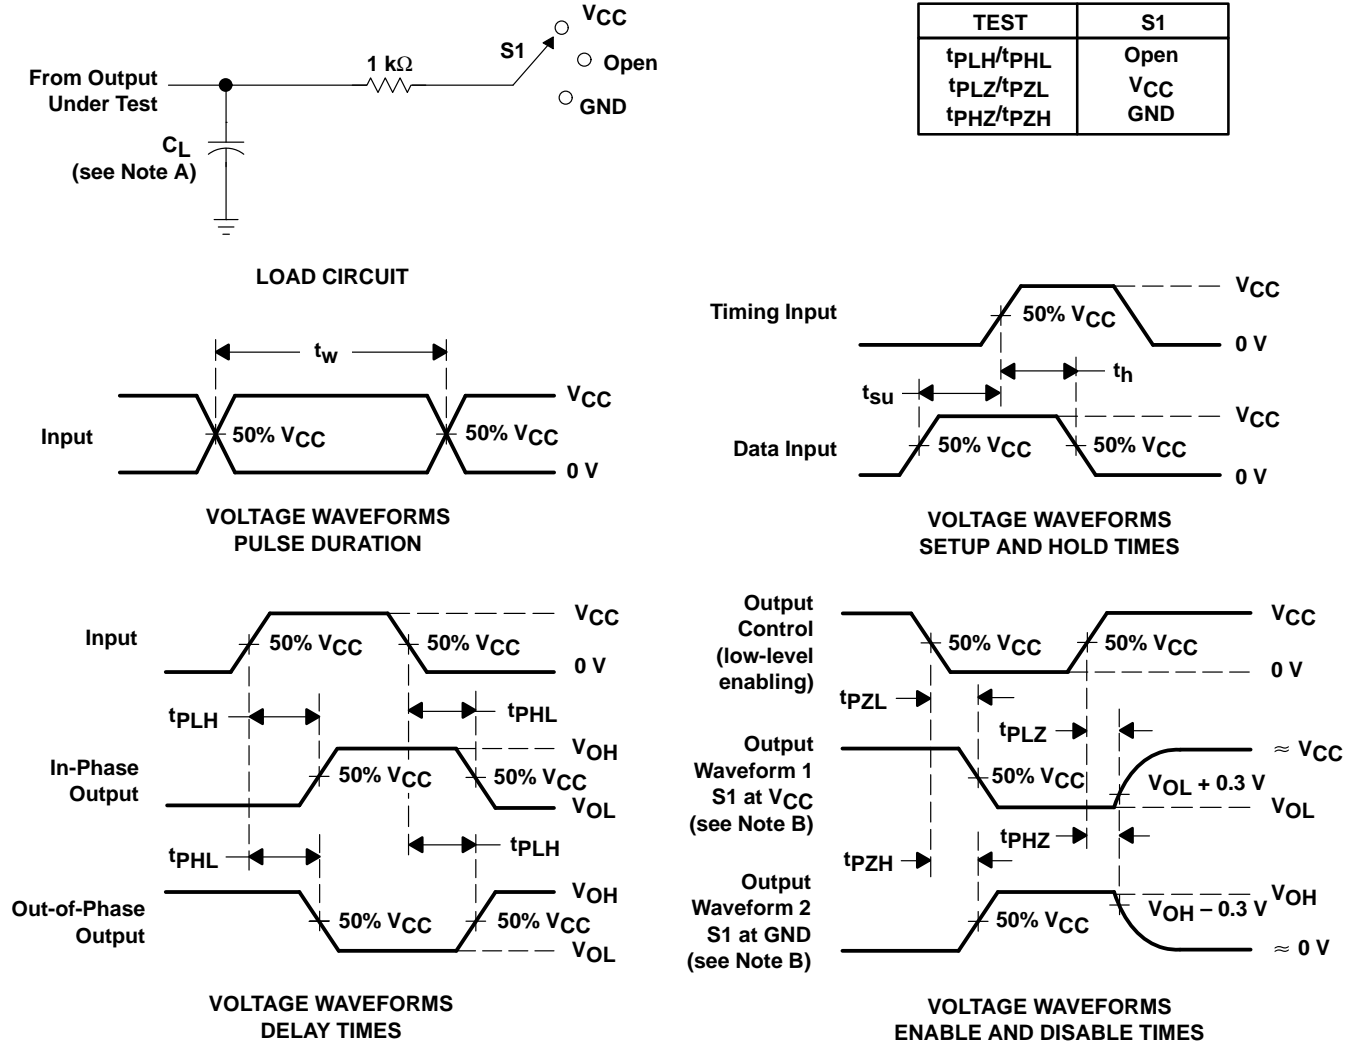 VCC
S1
Open
1 kΩ
From Output
Under Test
GND
CL
(see Note A)
LOAD CIRCUIT
TEST S1
tPLH/tPHL Open
tPLZ/tPZL VCC
tPHZ/tPZH GND
tw
VCC
Input
50% VCC
50% VCC
0 V
VOLTAGE WAVEFORMS
PULSE DURATION
VCC
Timing Input
50% VCC
0 V
th
tsu
VCC
Data Input
50% VCC
50% VCC
0 V
VOLTAGE WAVEFORMS
SETUP AND HOLD TIMES
VCC
Input
50% VCC
50% VCC
0 V
tPLH
tPHL
VOH
In-Phase
Output
50% VCC
50% VCC
VOL
tPHL
tPLH
VOH
Out-of-Phase
Output
50% VCC
50% VCC
VOL
VOLTAGE WAVEFORMS
DELAY TIMES
Output
Control
(low-level
enabling)
VCC
50% VCC
50% VCC
0 V
tPZL
tPLZ
Output
Waveform 1
S1 at VCC
(see Note B)
≈ VCC
50% VCC
VOL + 0.3 V
VOL
tPHZ
tPZH
Output
Waveform 2
S1 at GND
(see Note B)
VOH
50% VCC
VOH – 0.3 V
≈ 0 V
VOLTAGE WAVEFORMS
ENABLE AND DISABLE TIMES